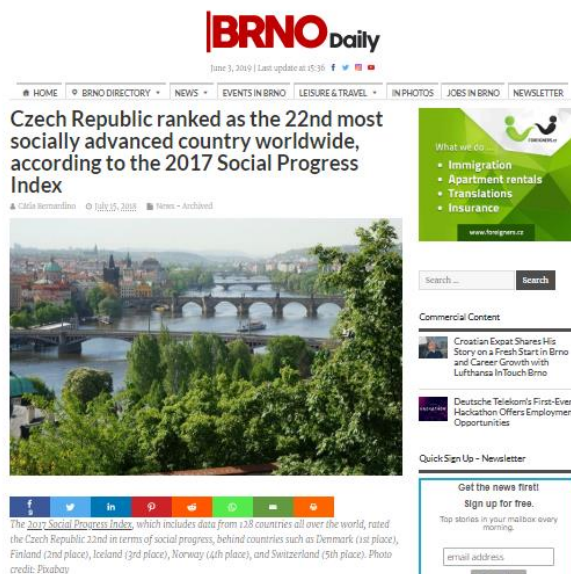 BRNO Daily
June 3, 2019 | Last update at 15:36
HOME BRNO DIRECTORY NEWS EVENTS IN BRNO LEISURE & TRAVEL IN PHOTOS JOBS IN BRNO NEWSLETTER
Czech Republic ranked as the 22nd most
socially advanced country worldwide,
according to the 2017 Social Progress
Index
Cátia Bernardino July 15, 2018 News - Archived
The 2017 Social Progress Index, which includes data from 128 countries all over the world, rated
the Czech Republic 22nd in terms of social progress, behind countries such as Denmark (1st place),
Finland (2nd place), Iceland (3rd place), Norway (4th place), and Switzerland (5th place). Photo
credit: Pixabay
What we do ...
FOREIGNERS.cz
• Immigration
• Apartment rentals
• Translations
• Insurance
www.foreigners.cz
Search ... Search
Commercial Content
Croatian Expat Shares His
Story on a Fresh Start in Brno
and Career Growth with
Lufthansa InTouch Brno
Deutsche Telekom's First-Ever
Hackathon Offers Employmen
Opportunities
Quick Sign Up – Newsletter
Get the news first!
Sign up for free.
Top stories in your mailbox every
morning.
email address